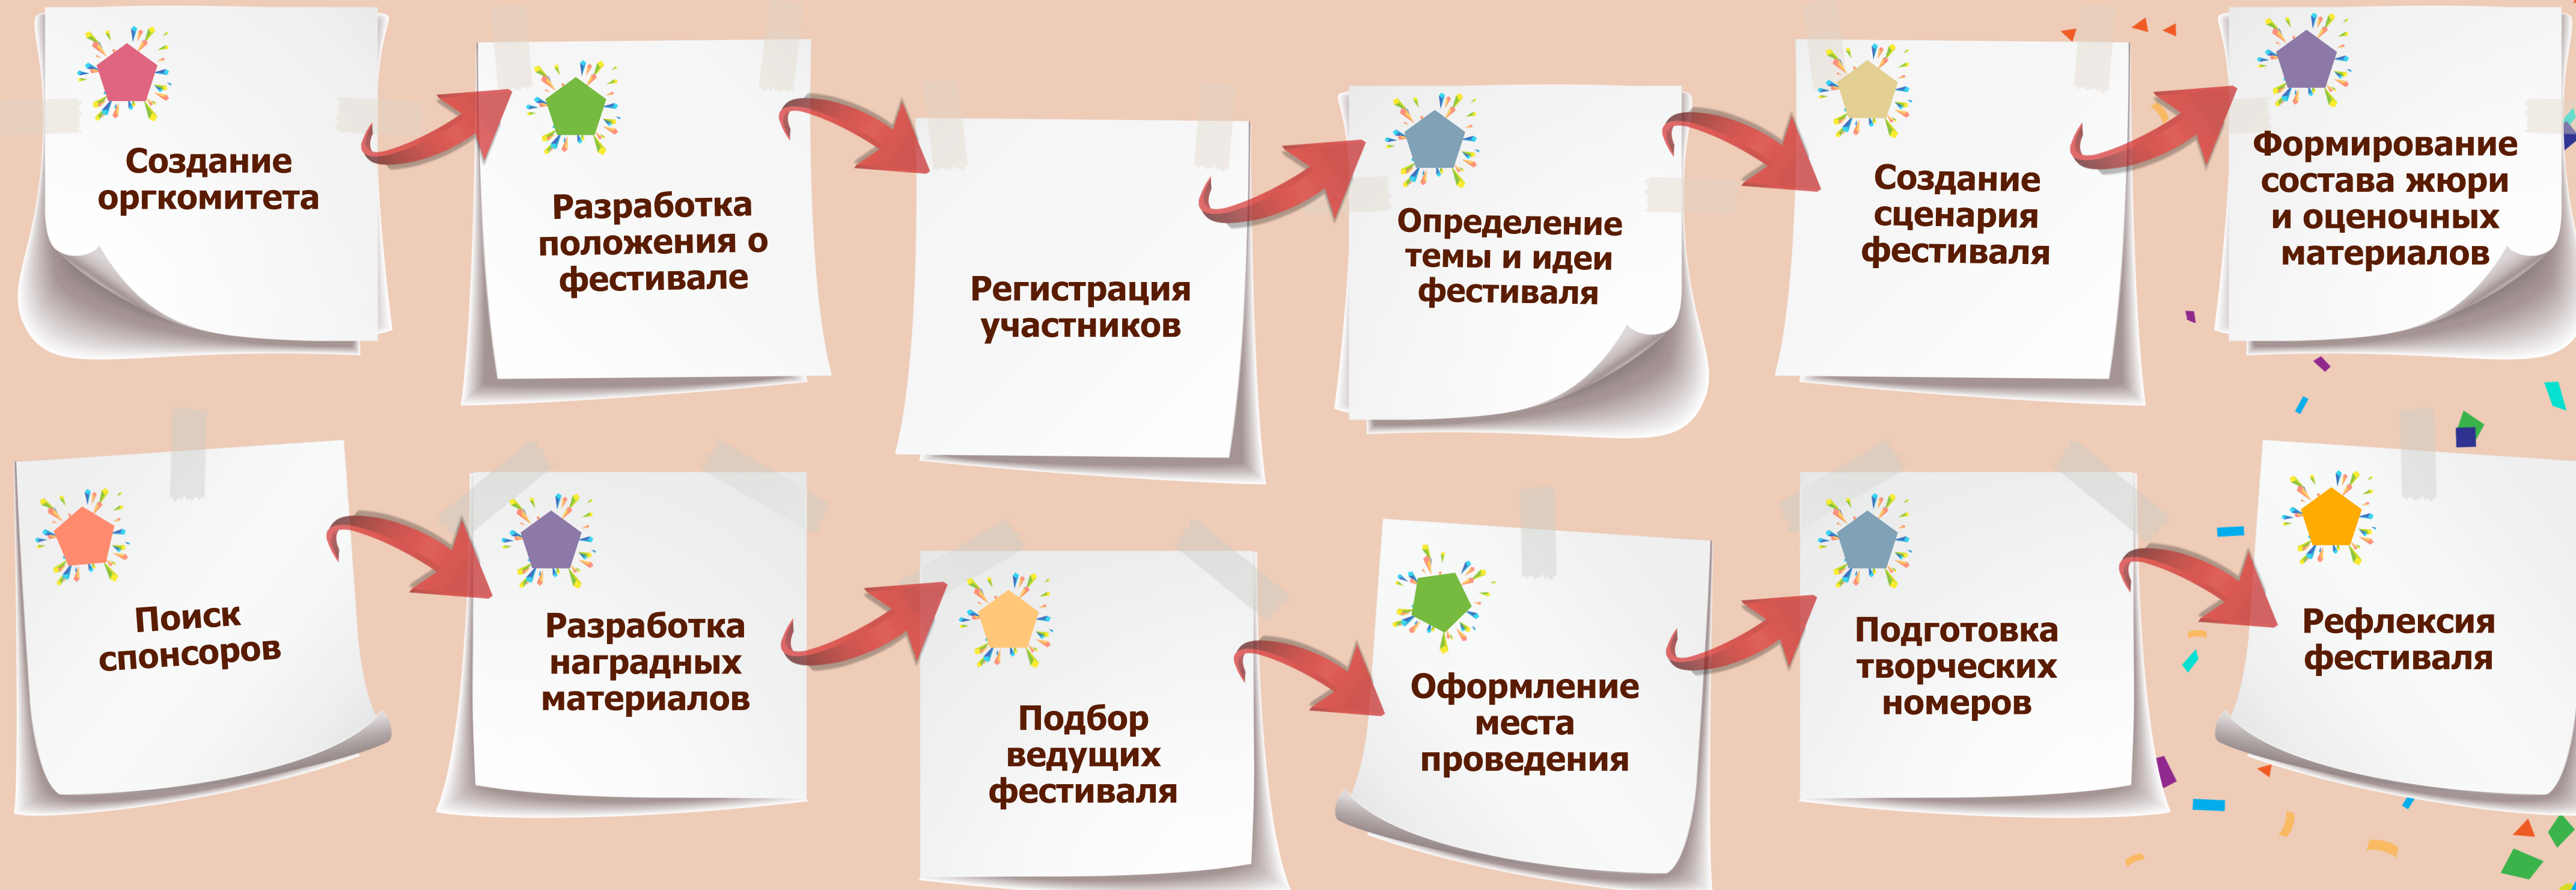 Создание
оргкомитета
Разработка
положения о
фестивале
Регистрация
участников
Определение
темы и идеи
фестиваля
Создание
сценария
фестиваля
Формирование
состава жюри
и оценочных
материалов
Поиск
спонсоров
Разработка
наградных
материалов
Подбор
ведущих
фестиваля
Оформление
места
проведения
Подготовка
творческих
номеров
Рефлексия
фестиваля